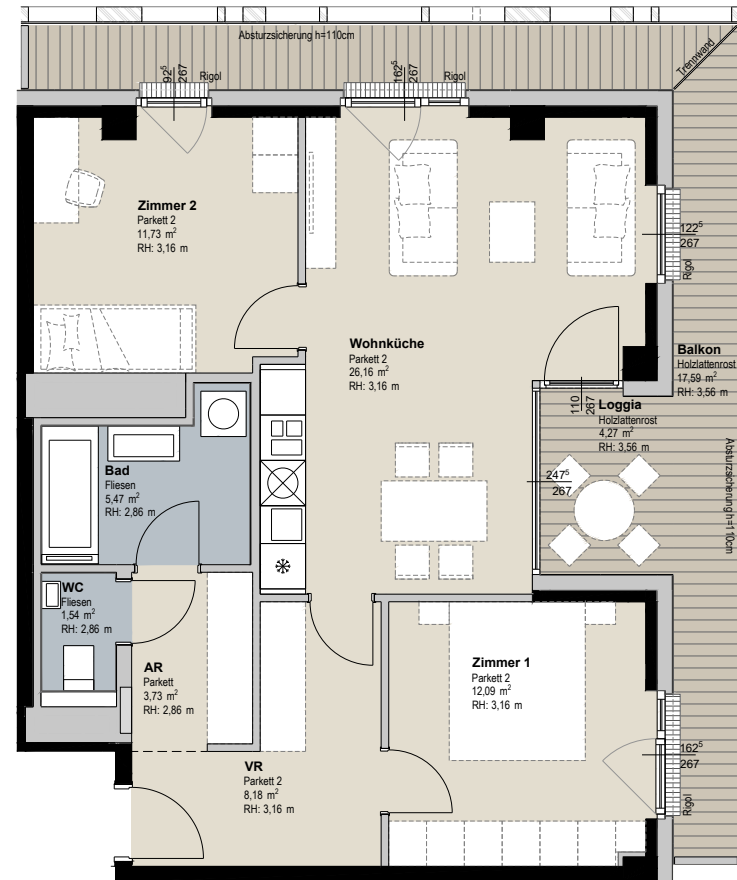 Absturzsicherung h=110cm
Trennwand
92⁵
267
Rigol
162⁵
267
Rigol
Zimmer 2
Parkett 2
11,73 m²
RH: 3,16 m
122⁵
267
Rigol
Wohnküche
Parkett 2
26,16 m²
RH: 3,16 m
Balkon
Holzlattenrost
17,59 m²
RH: 3,56 m
110
267
Loggia
Holzlattenrost
4,27 m²
RH: 3,56 m
Absturzsicherung h=110cm
Bad
Fliesen
5,47 m²
RH: 2,86 m
247⁵
267
WC
Fliesen
1,54 m²
RH: 2,86 m
AR
Parkett
3,73 m²
RH: 2,86 m
Zimmer 1
Parkett 2
12,09 m²
RH: 3,16 m
VR
Parkett 2
8,18 m²
RH: 3,16 m
162⁵
267
Rigol